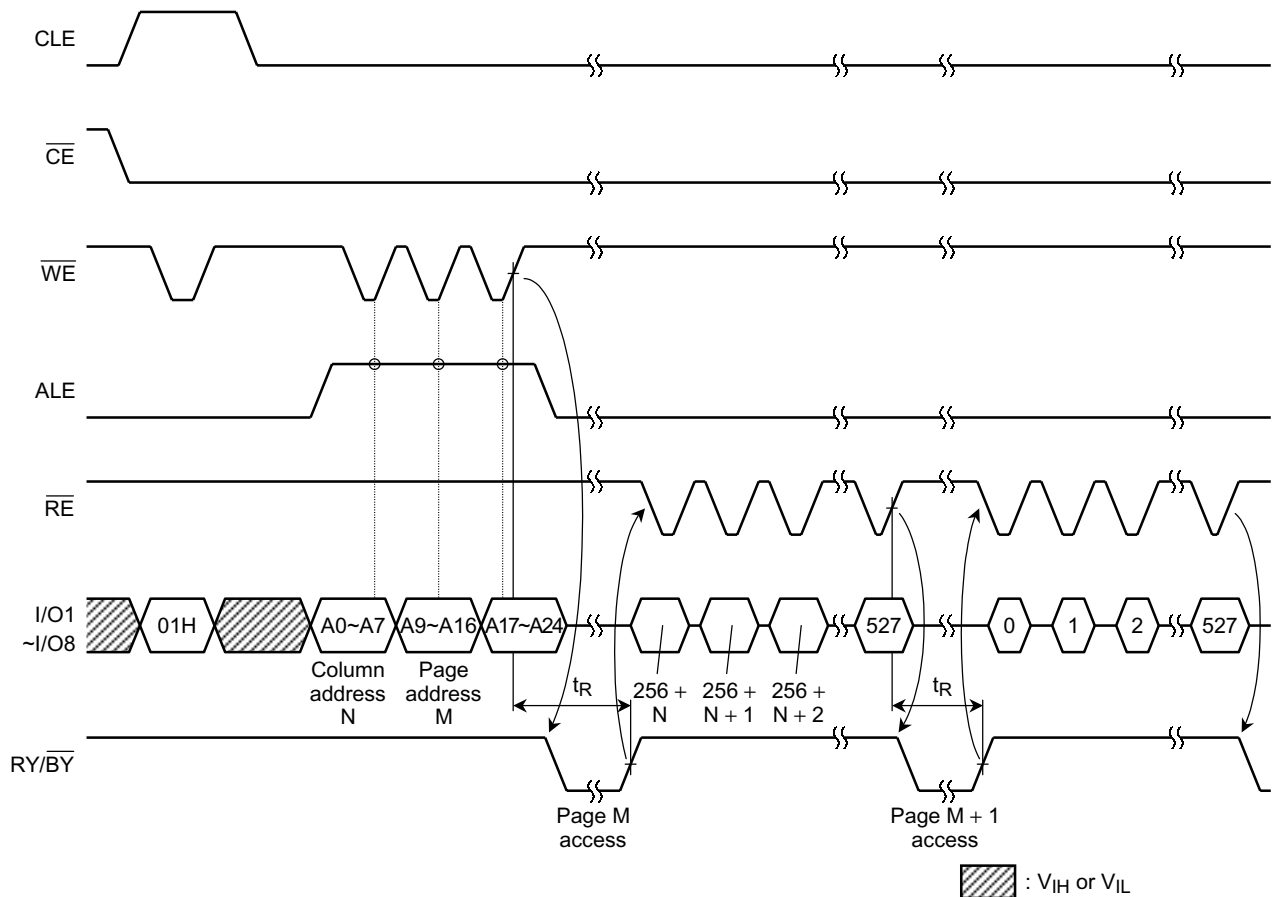 CLE
CE
WE
ALE
RE
I/O1
~I/O8
01H
A0~A7
A9~A16
A17~A24
527
0
1
2
527
Column
address
N
Page
address
M
tR
256 +
N
256 +
N + 1
256 +
N + 2
tR
RY/BY
Page M
access
Page M + 1
access
: VIH or VIL